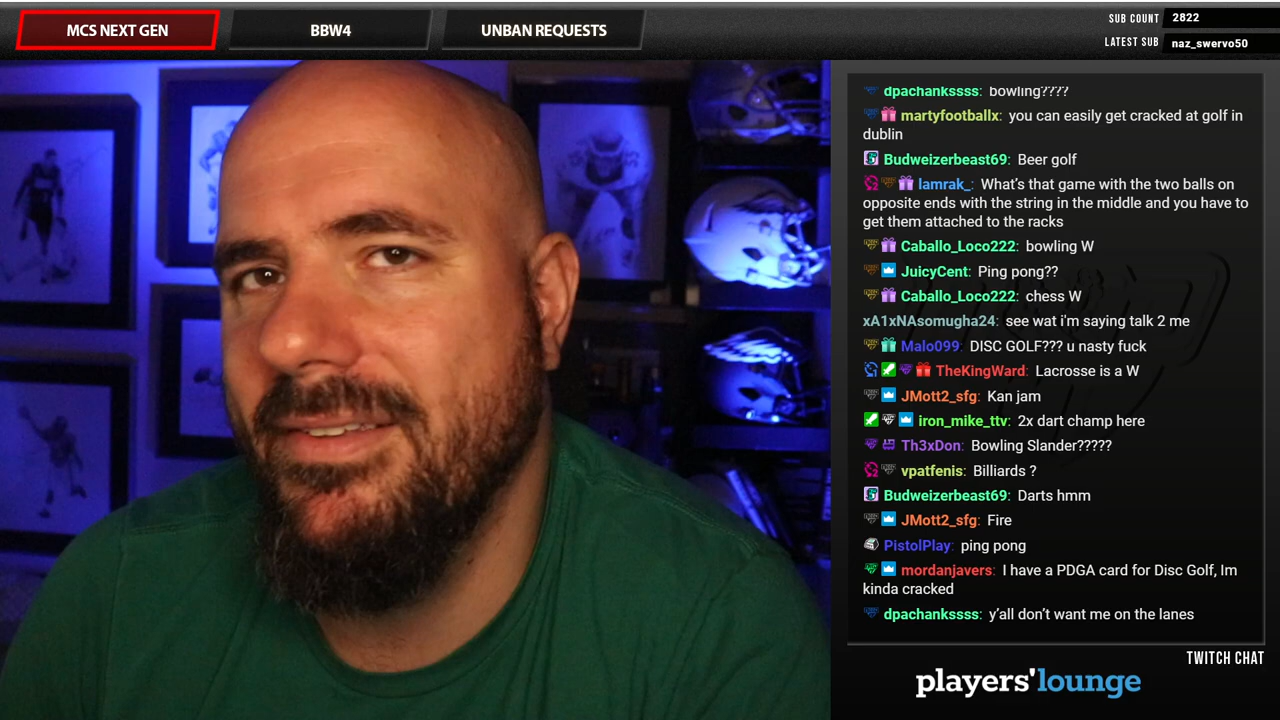 MCS NEXT GEN
BBW4
UNBAN REQUESTS
SUB COUNT 2822
LATEST SUB naz_swervo50
dpachankssss: bowling????
martyfootballx: you can easily get cracked at golf in
dublin
Budweizerbeast69: Beer golf
lamrak_: What's that game with the two balls on
opposite ends with the string in the middle and you have to
get them attached to the racks
Caballo_Loco222: bowling W
JuicyCent: Ping pong??
Caballo_Loco222: chess W
xA1xNAsomugha24: see wat i'm saying talk 2 me
Malo099: DISC GOLF??? u nasty fuck
TheKingWard: Lacrosse is a W
JMott2_sfg: Kan jam
iron_mike_ttv: 2x dart champ here
Th3xDon: Bowling Slander?????
vpatfenis: Billiards ?
Budweizerbeast69: Darts hmm
JMott2_sfg: Fire
PistolPlay: ping pong
mordanjavers: I have a PDGA card for Disc Golf, Im
kinda cracked
dpachankssss: y'all don't want me on the lanes
TWITCH CHAT
players'lounge